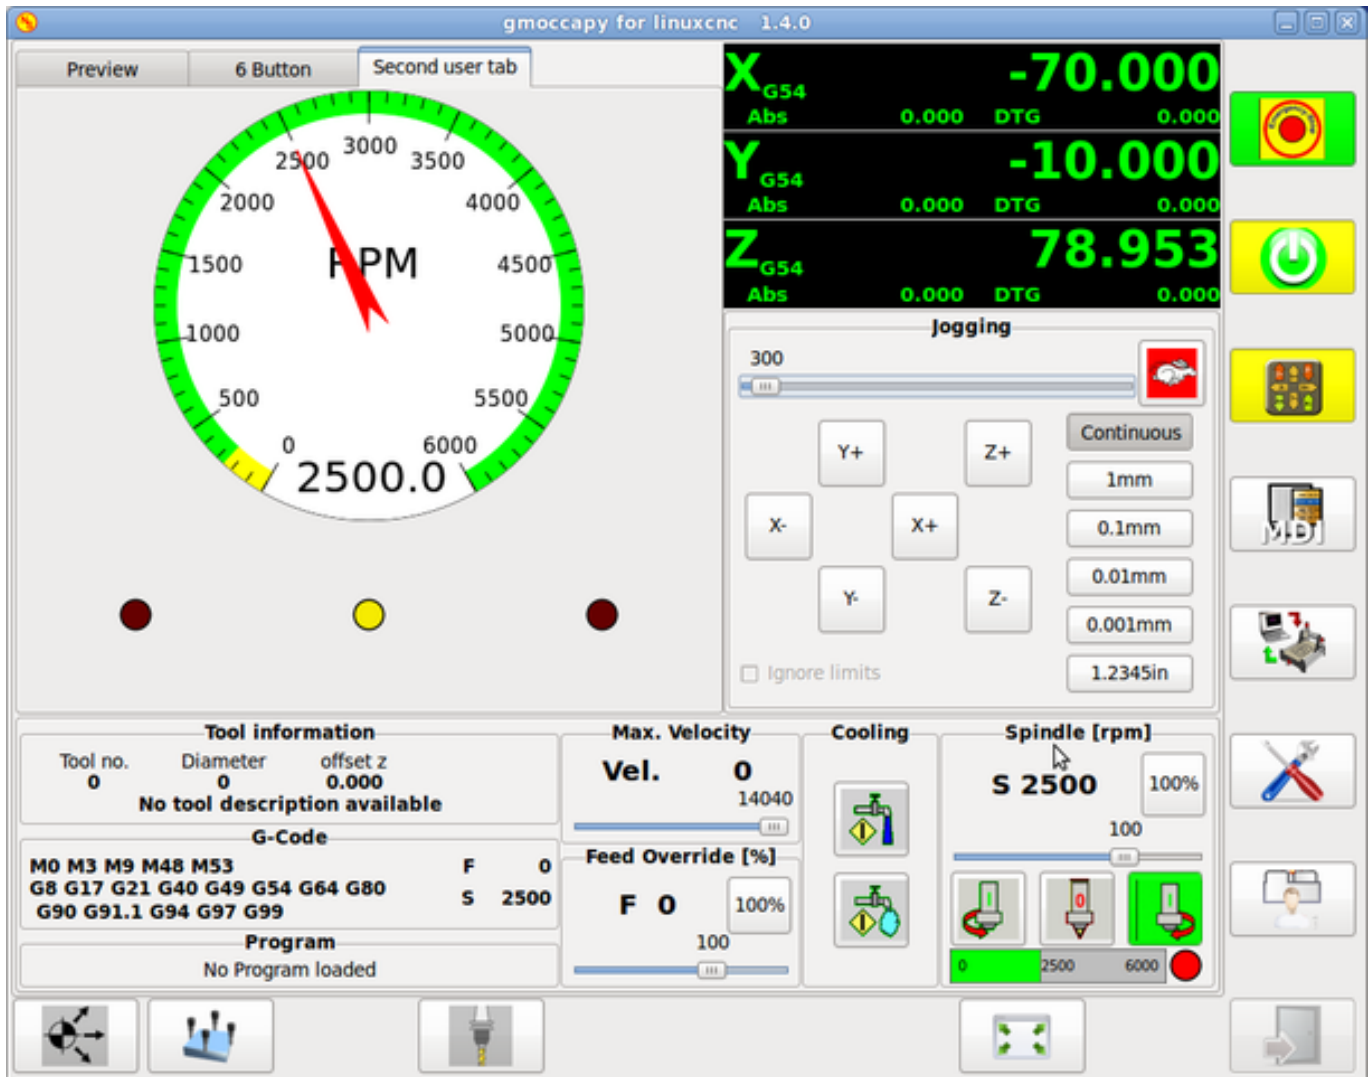 gmoccapy for linuxcnc 1.4.0
Preview 6 Button Second user tab
3000
2500 3500
2000 4000
RPM
1500 4500
1000 5000
500 5500
0 6000
2500.0
X G54 -70.000
Abs 0.000 DTG 0.000
Y G54 -10.000
Abs 0.000 DTG 0.000
Z G54 78.953
Abs 0.000 DTG 0.000
Emergency Stop
Jogging
300
Y+ Z+
X- X+
Y- Z-
Continuous
1mm
0.1mm
0.01mm
0.001mm
1.2345in
Ignore limits
MDI
Tool information
Tool no. Diameter offset z
0 0 0.000
No tool description available
G-Code
M0 M3 M9 M48 M53
G8 G17 G21 G40 G49 G54 G64 G80
G90 G91.1 G94 G97 G99
F 0
S 2500
Program
No Program loaded
Max. Velocity
Vel. 0
14040
Feed Override [%]
F 0 100%
100
Cooling
Spindle [rpm]
S 2500 100%
100
I 0 I
0 2500 6000